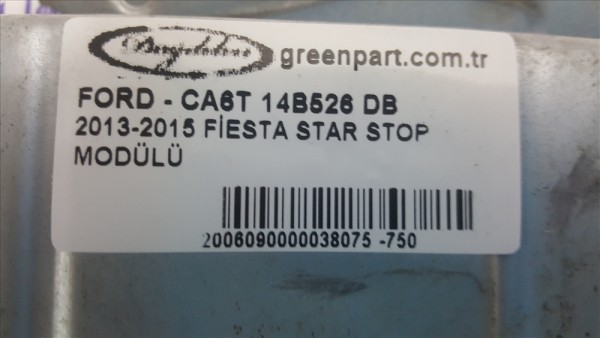 greenpart.com.tr
FORD - CA6T 14B526 DB
2013-2015 FİESTA STAR STOP
MODÜLÜ
2006090000038075 -750